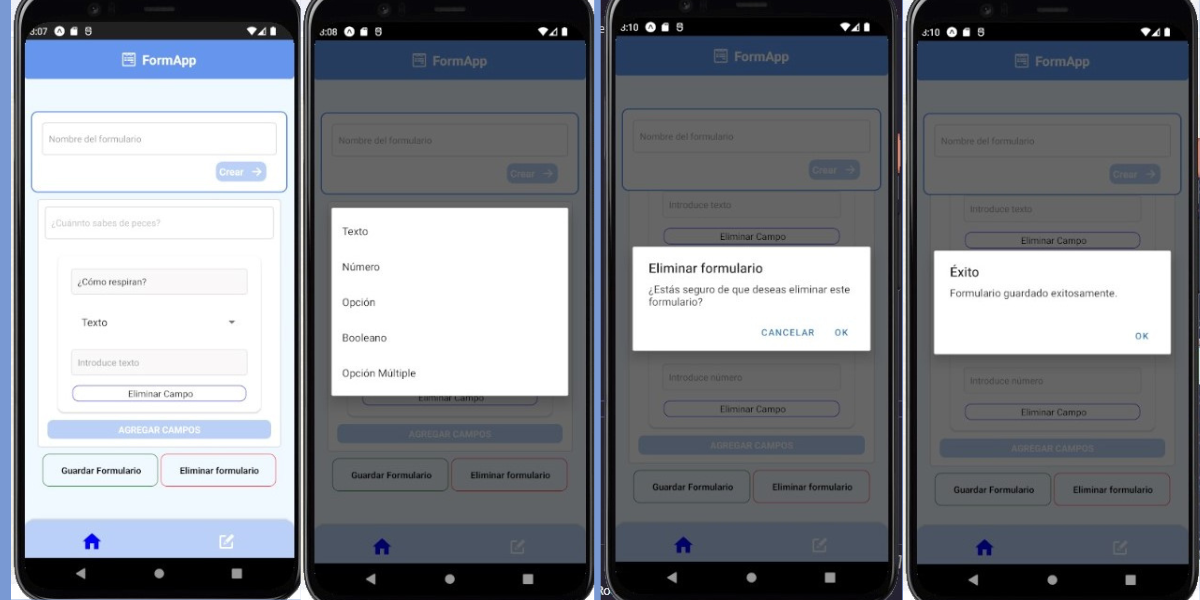 3:07
FormApp
Nombre del formulario
Crear
¿Cuánnto sabes de peces?
¿Cómo respiran?
Texto
Introduce texto
Eliminar Campo
AGREGAR CAMPOS
Guardar Formulario
Eliminar formulario
3:08
FormApp
Nombre del formulario
Crear
Texto
Número
Opción
Booleano
Opción Múltiple
Eliminar Campo
AGREGAR CAMPOS
Guardar Formulario
Eliminar formulario
3:10
FormApp
Nombre del formulario
Crear
Introduce texto
Eliminar Campo
Eliminar formulario
¿Estás seguro de que deseas eliminar este
formulario?
CANCELAR OK
Introduce número
Eliminar Campo
AGREGAR CAMPOS
Guardar Formulario
Eliminar formulario
3:10
FormApp
Nombre del formulario
Crear
Introduce texto
Eliminar Campo
Éxito
Formulario guardado exitosamente.
OK
Introduce número
Eliminar Campo
AGREGAR CAMPOS
Guardar Formulario
Eliminar formulario